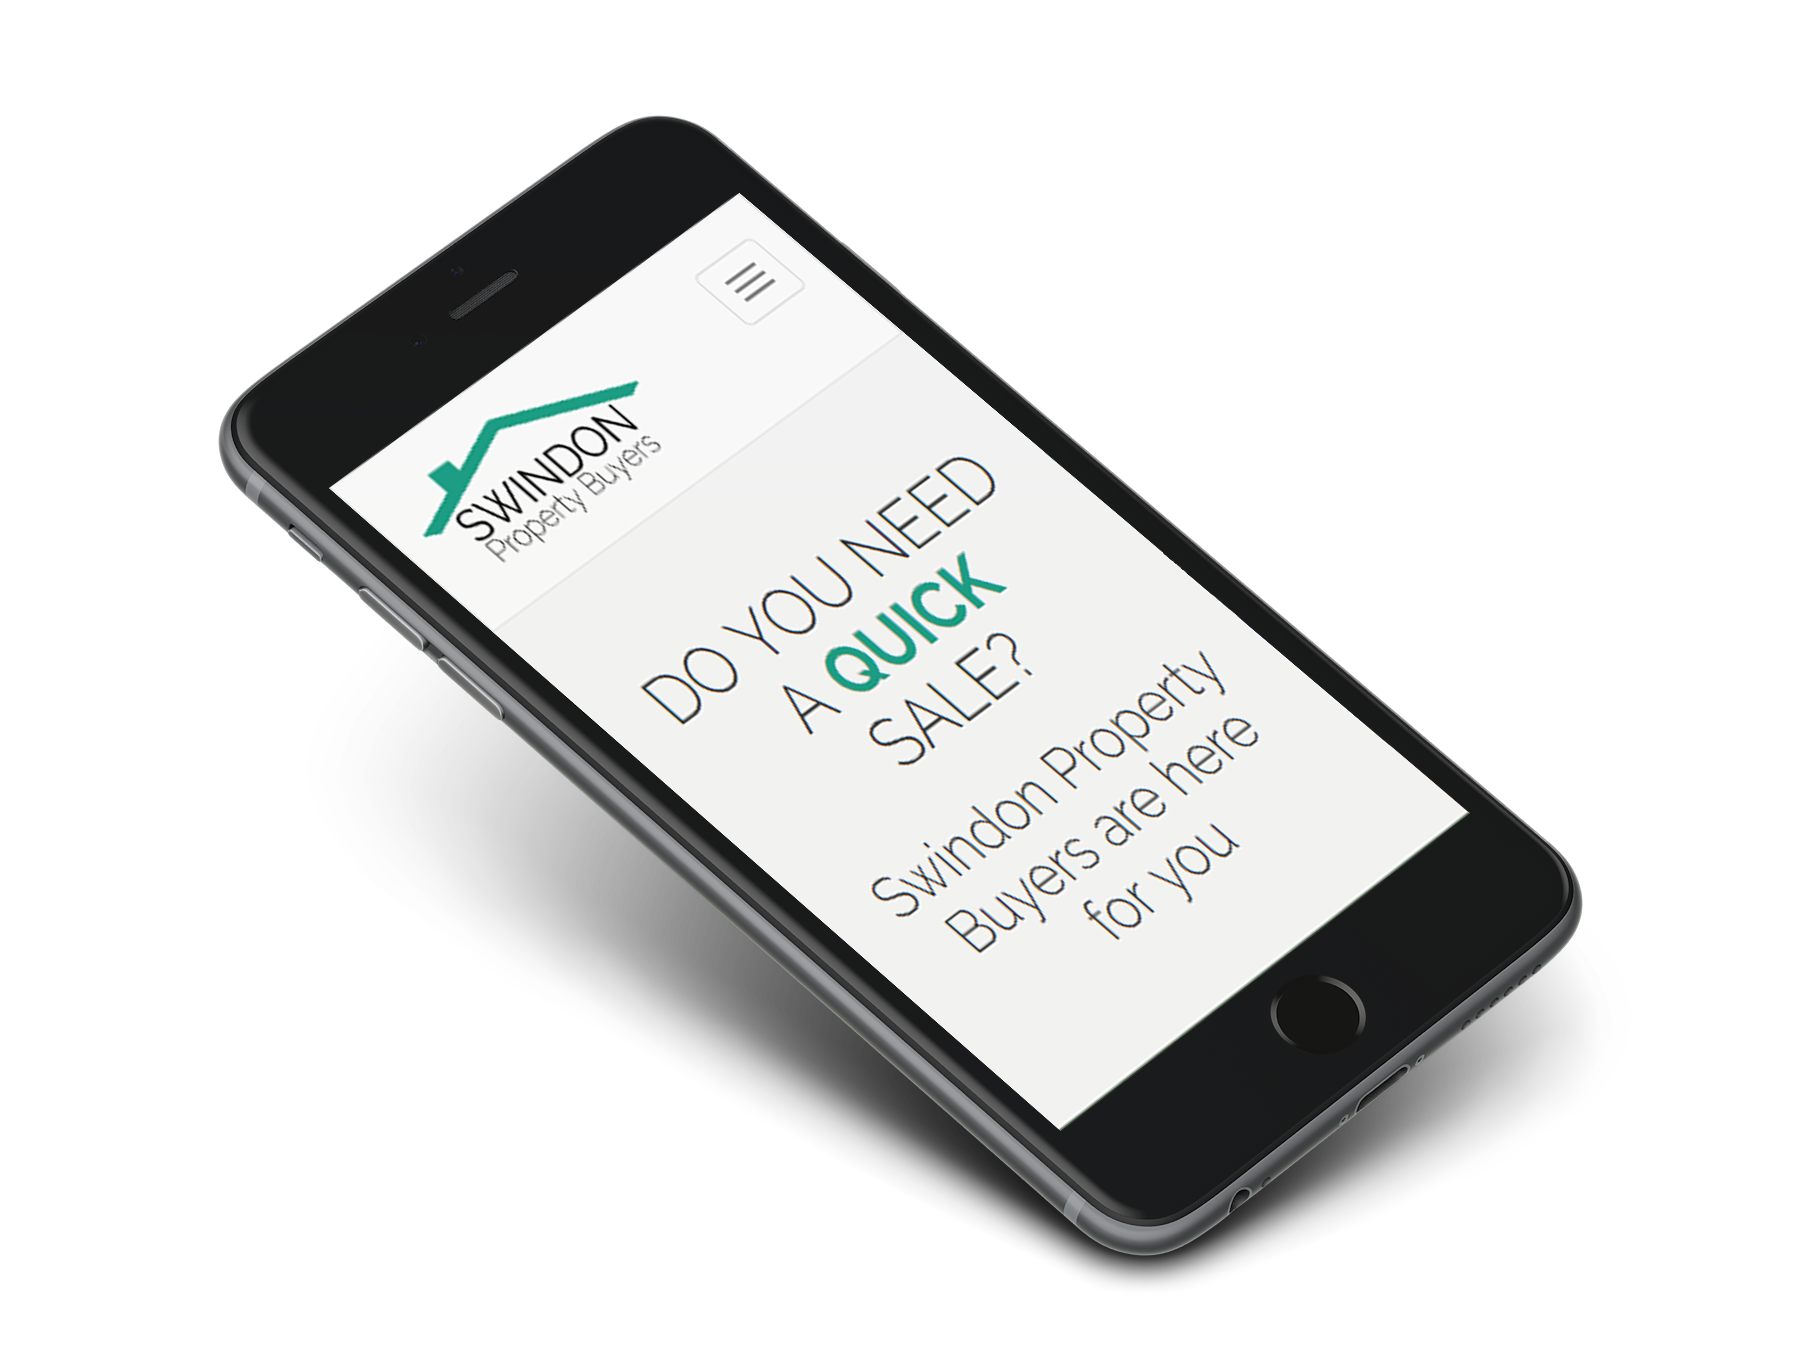 SWINDON
Property Buyers
DO YOU NEED
A QUICK
SALE?
Swindon Property
Buyers are here
for you